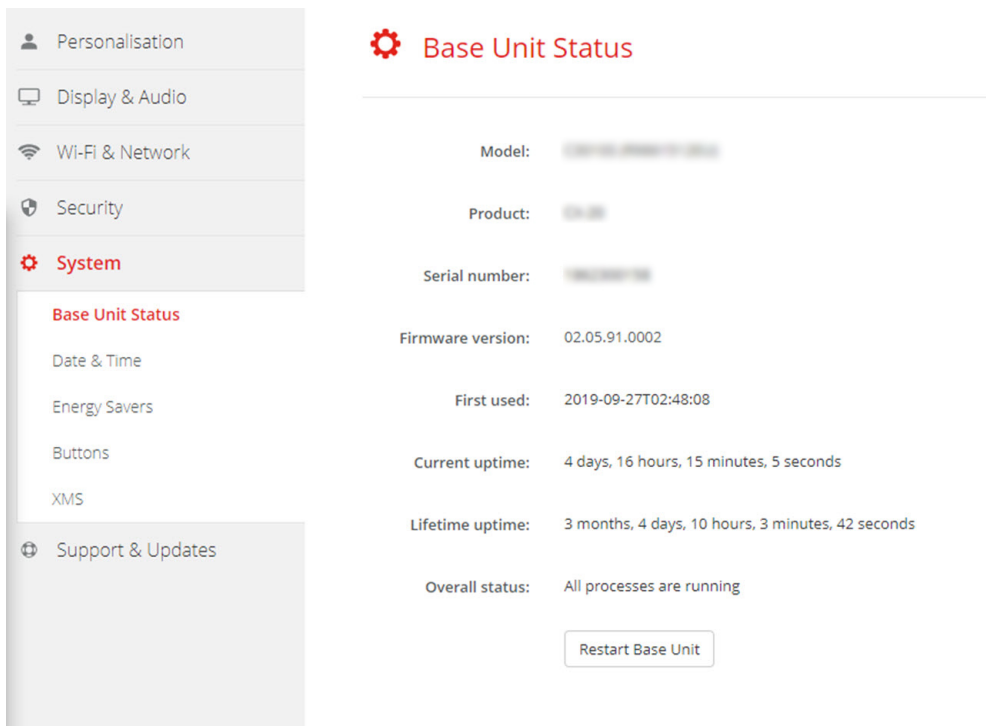 Personalisation
Display & Audio
Wi-Fi & Network
Security
System
Base Unit Status
Date & Time
Energy Savers
Buttons
XMS
Support & Updates
Base Unit Status
Model:
Product:
Serial number:
Firmware version: 02.05.91.0002
First used: 2019-09-27T02:48:08
Current uptime: 4 days, 16 hours, 15 minutes, 5 seconds
Lifetime uptime: 3 months, 4 days, 10 hours, 3 minutes, 42 seconds
Overall status: All processes are running
Restart Base Unit